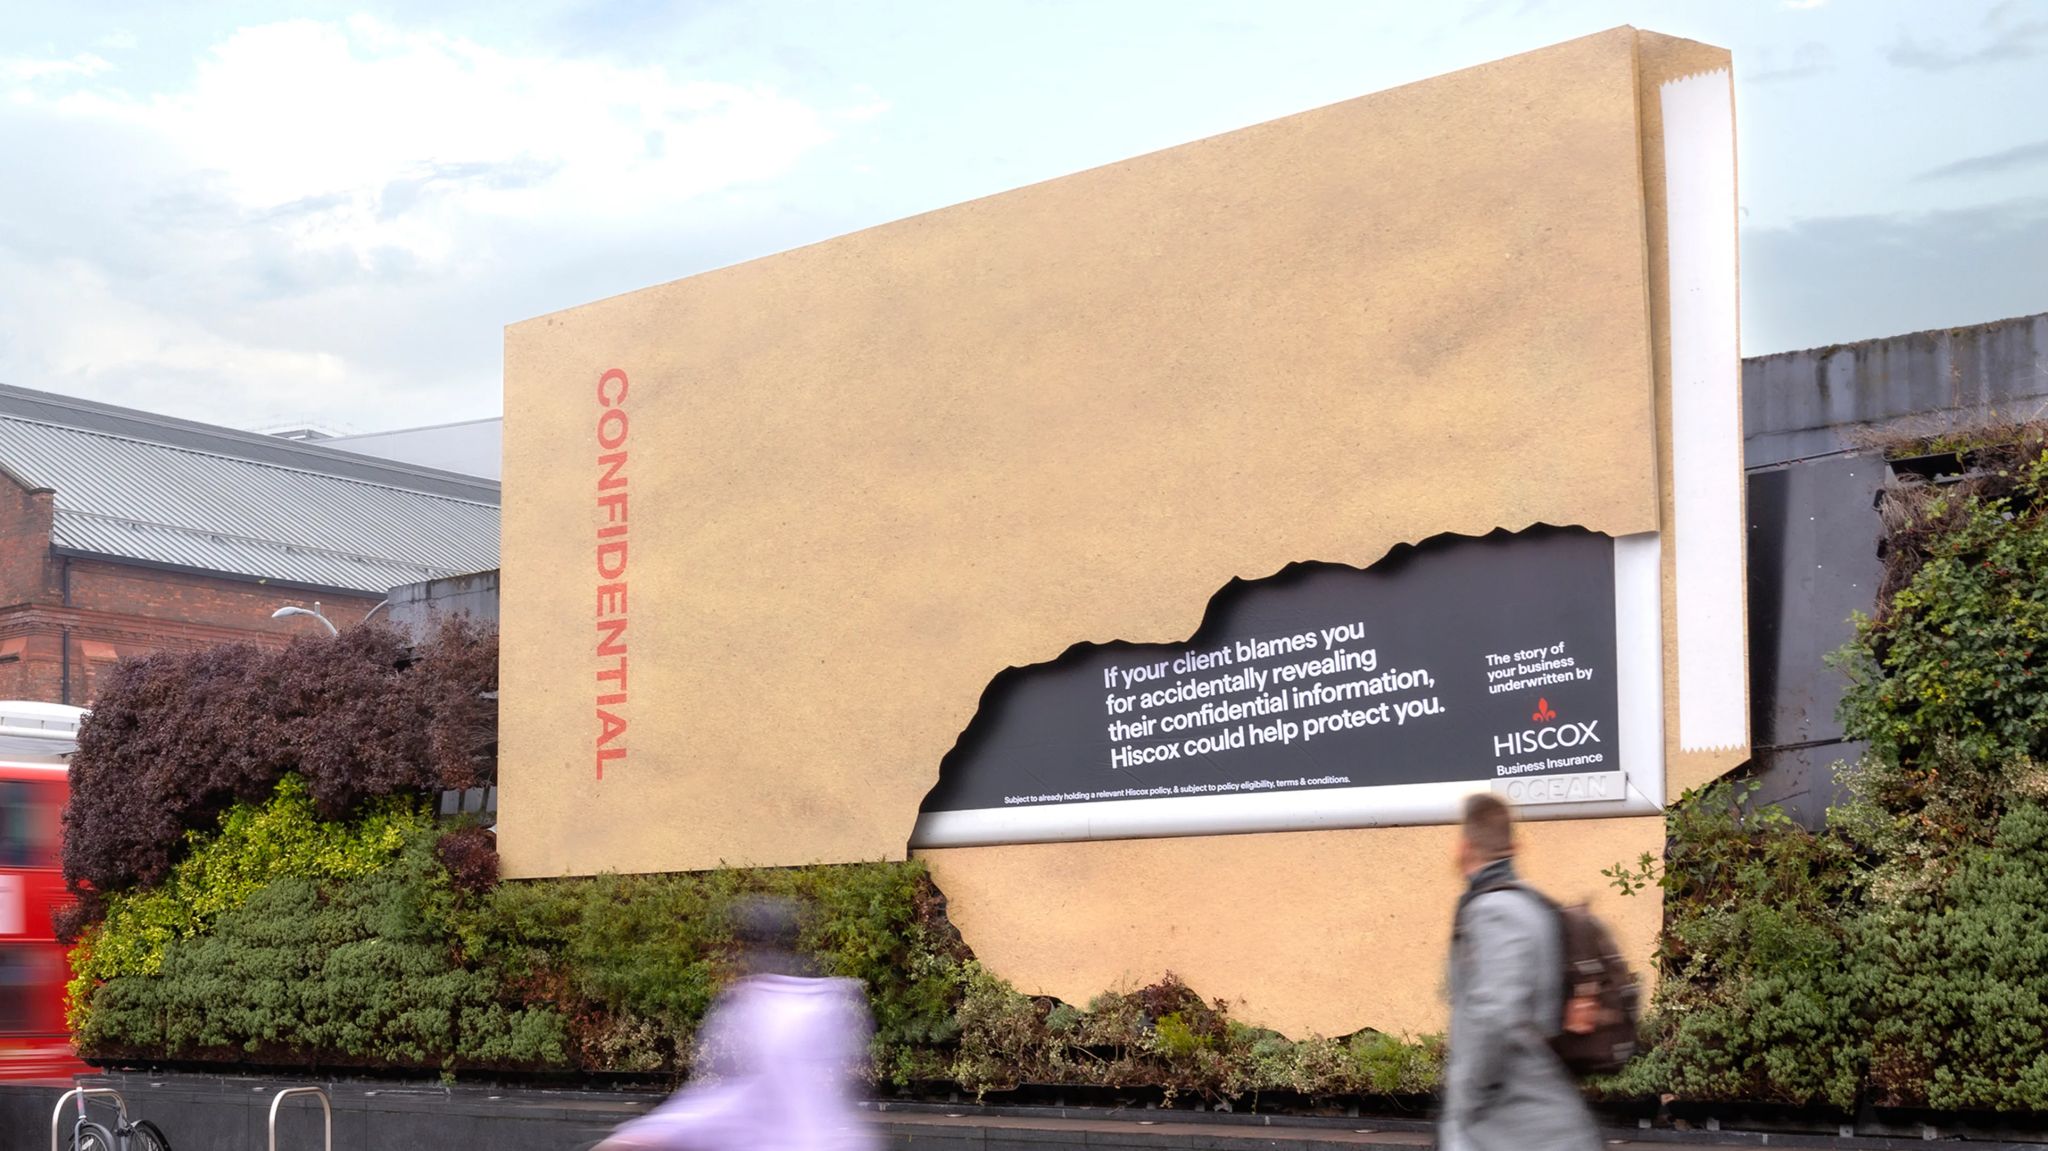 CONFIDENTIAL
If your client blames you
for accidentally revealing
their confidential information,
Hiscox could help protect you.
Subject to already holding a relevant Hiscox policy, & subject to policy eligibility, terms & conditions.
The story of
your business
underwritten by
HISCOX
Business Insurance
OCEAN